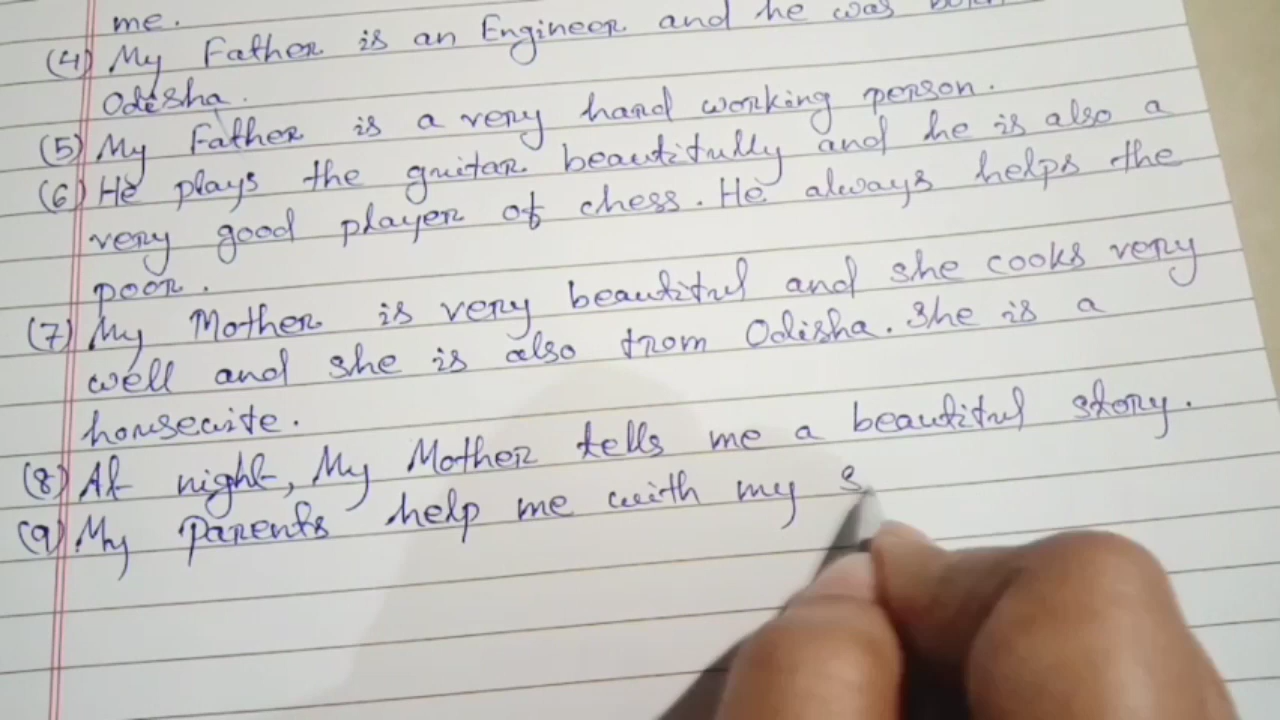 me.
(4) My Father is an Engineer and he was born
Odisha.
(5) My Father is a very hard working person.
(6) He plays the guitar beautifully and he is also a
very good player of chess. He always helps the
poor.
(7) My Mother is very beautiful and she cooks very
well and she is also from Odisha. She is a
housewife.
(8) At night, My Mother tells me a beautiful story.
(9) My parents help me with my s